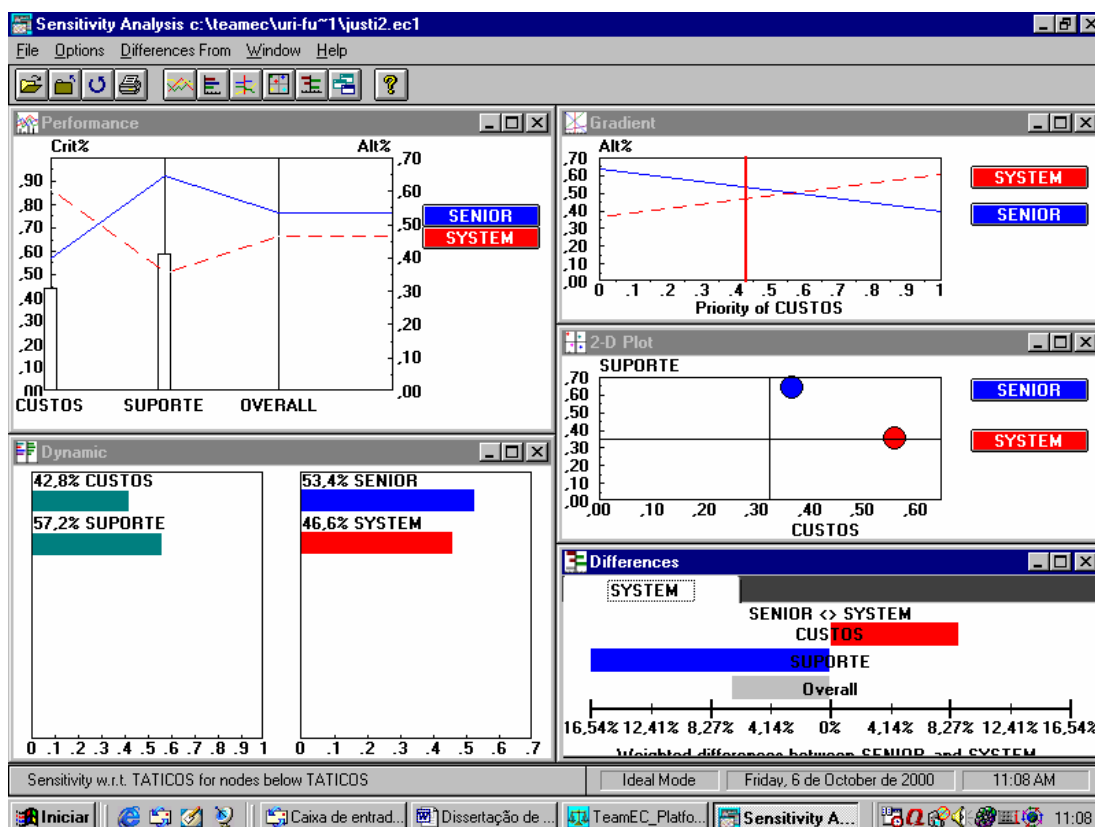 Sensitivity Analysis c:\teamec\uri-fu~1\justi2.ec1
File Options Differences From Window Help
Performance
Crit% Alt%
,90
,80
,70
,60
,50
,40
,30
,20
,10
,00
,70
,60
,50
,40
,30
,20
,10
,00
SENIOR
SYSTEM
CUSTOS SUPORTE OVERALL
Gradient
Alt%
,70
,60
,50
,40
,30
,20
,10
,00
0 .1 .2 .3 .4 .5 .6 .7 .8 .9 1
Priority of CUSTOS
SYSTEM
SENIOR
2-D Plot
SUPORTE
,70
,60
,50
,40
,30
,20
,10
,00
,00 ,10 ,20 ,30 ,40 ,50 ,60
CUSTOS
SENIOR
SYSTEM
Dynamic
42,8% CUSTOS
57,2% SUPORTE
0 .1 .2 .3 .4 .5 .6 .7 .8 .9 1
53,4% SENIOR
46,6% SYSTEM
0 .1 .2 .3 .4 .5 .6 .7
Differences
SYSTEM
SENIOR <> SYSTEM
CUSTOS
SUPORTE
Overall
16,54% 12,41% 8,27% 4,14% 0% 4,14% 8,27% 12,41% 16,54%
Weighted differences between SENIOR and SYSTEM
Sensitivity w.r.t. TATICOS for nodes below TATICOS
Ideal Mode
Friday, 6 de October de 2000
11:08 AM
Iniciar
Caixa de entrad...
Dissertação de ...
TeamEC_Platfo...
Sensitivity A...
11:08